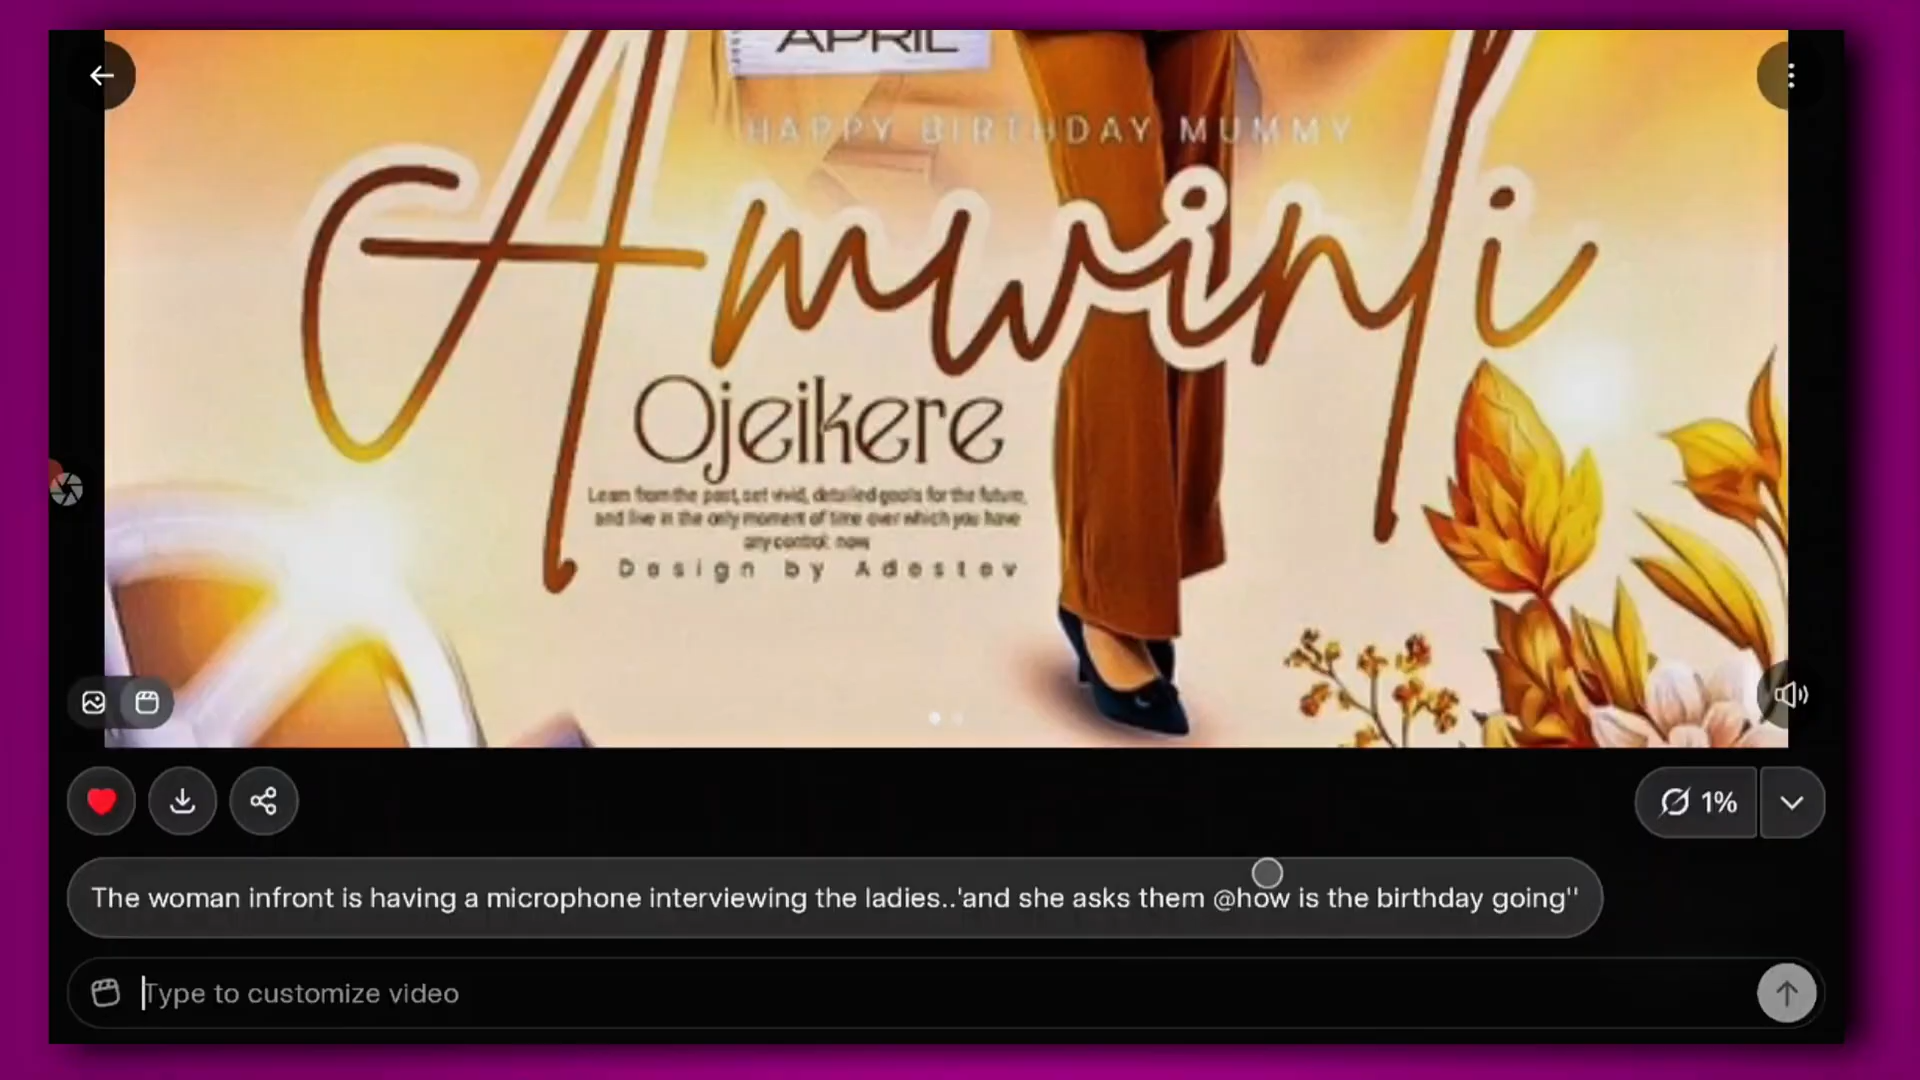 APRIL
HAPPY BIRTHDAY MUMMY
Amwinli
Ojeikere
Learn from the past, set vivid, detailed goals for the future,
and live in the only moment of time over which you have
any control: now
Design by Adestev
1%
The woman infront is having a microphone interviewing the ladies..'and she asks them @how is the birthday going''
Type to customize video